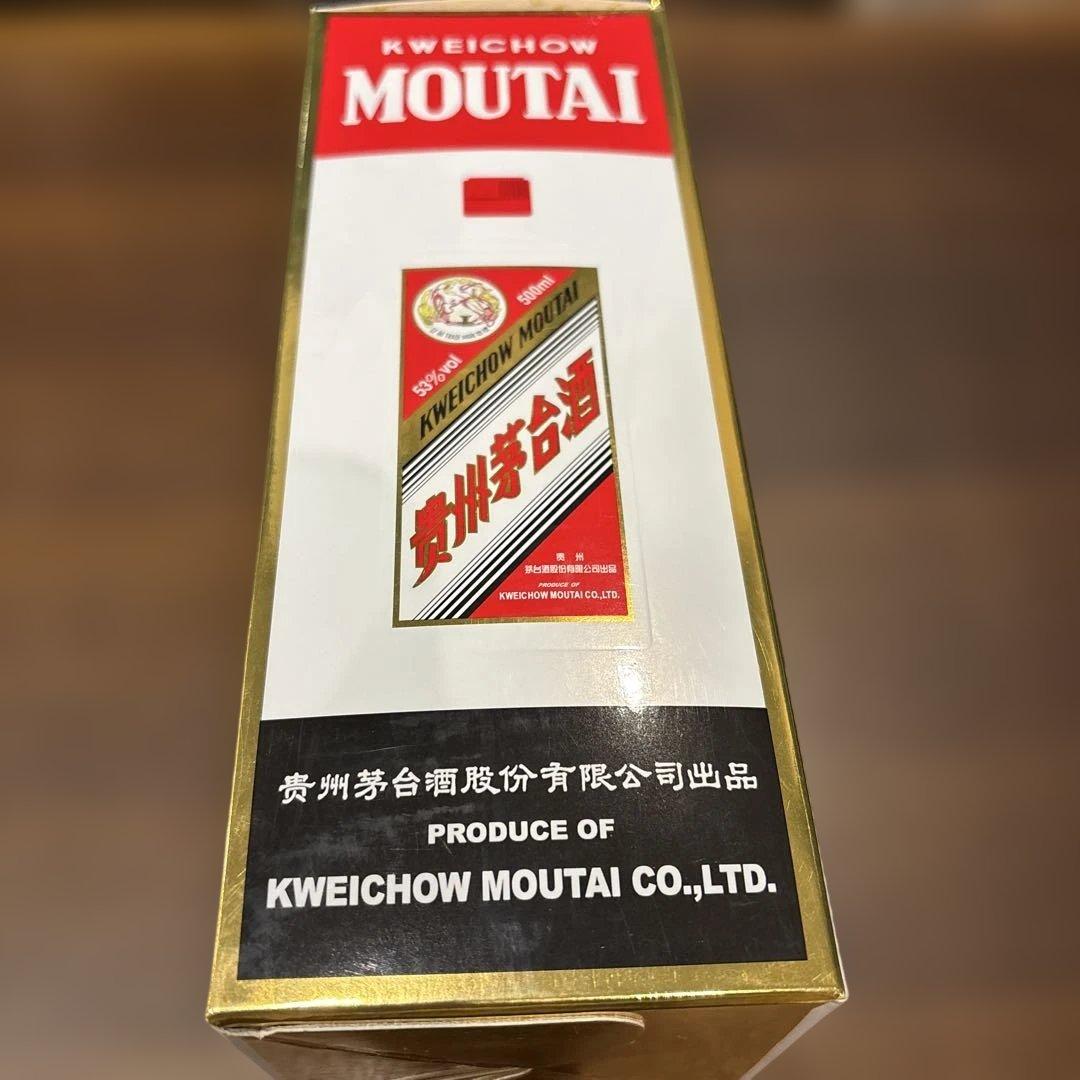 KWEICHOW
MOUTAI
500ml
53%vol
KWEICHOW MOUTAI
贵州茅台酒
贵州
茅台酒股份有限公司出品
PRODUCE OF
KWEICHOW MOUTAI CO.,LTD.
贵州茅台酒股份有限公司出品
PRODUCE OF
KWEICHOW MOUTAI CO.,LTD.